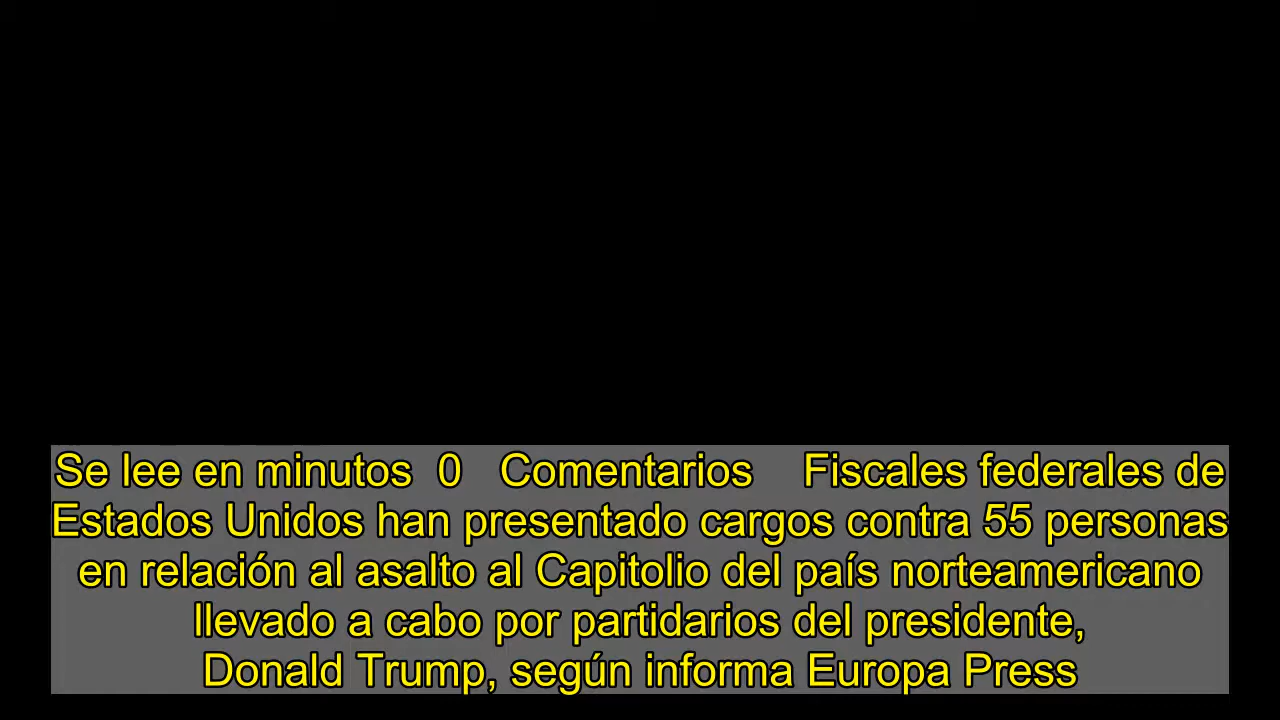 Se lee en minutos  0   Comentarios    Fiscales federales de
Estados Unidos han presentado cargos contra 55 personas
en relación al asalto al Capitolio del país norteamericano
llevado a cabo por partidarios del presidente,
Donald Trump, según informa Europa Press